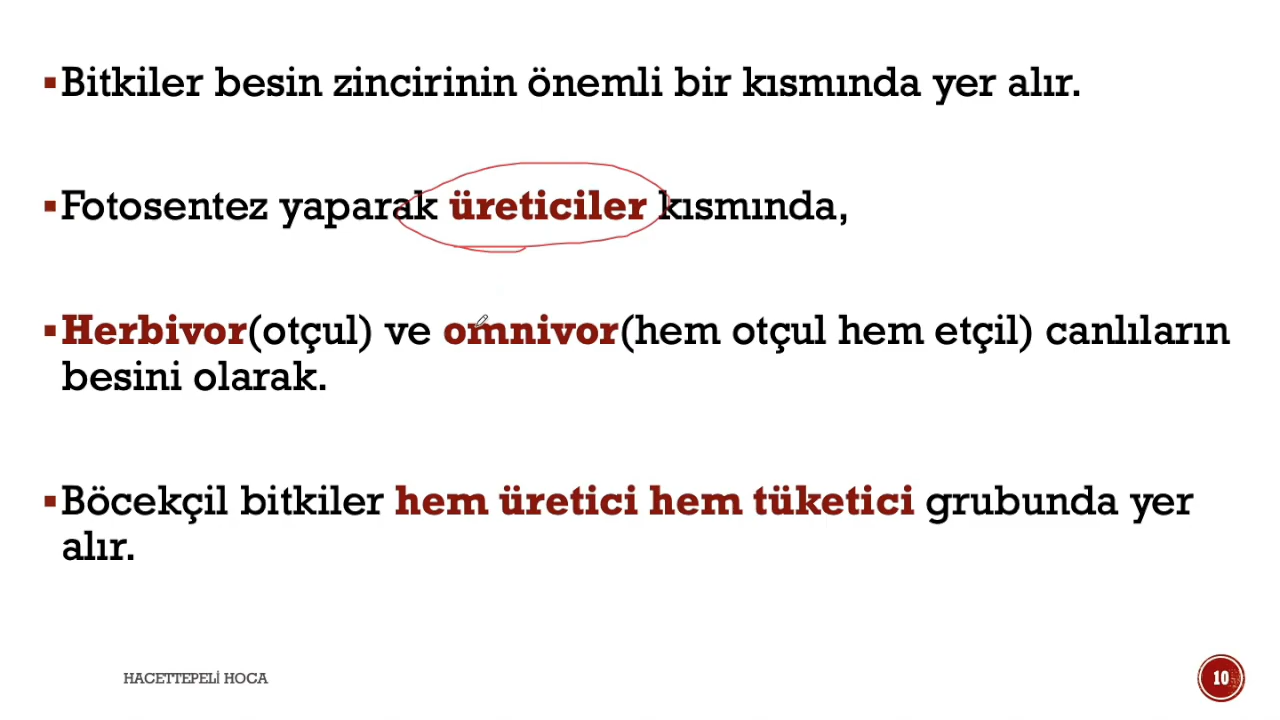 ▪Bitkiler besin zincirinin önemli bir kısmında yer alır.
▪Fotosentez yaparak üreticiler kısmında,
▪Herbivor(otçul) ve omnivor(hem otçul hem etçil) canlıların
besini olarak.
▪Böcekçil bitkiler hem üretici hem tüketici grubunda yer
alır.
HACETTEPELİ HOCA
10